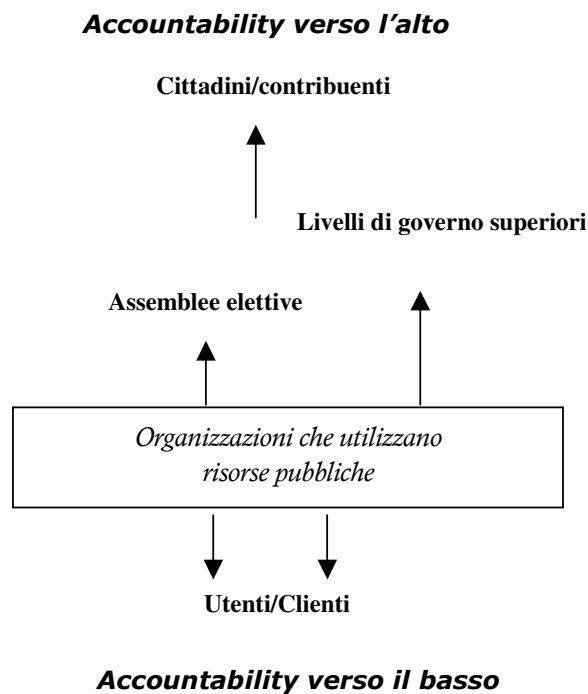 Accountability verso l’alto
Cittadini/contribuenti
Livelli di governo superiori
Assemblee elettive
Organizzazioni che utilizzano
risorse pubbliche
Utenti/Clienti
Accountability verso il basso